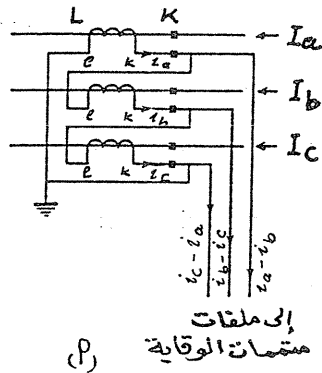 L K
Ia
l k ia
Ib
l k ib
Ic
l k ic
ic-ia
ib-ic
ia-ib
إلى ملفات
متممات الوقاية
(P)